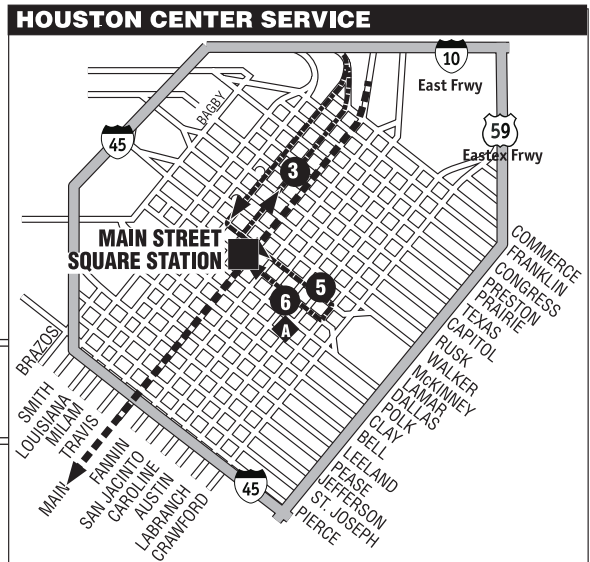 HOUSTON CENTER SERVICE
10
East Frwy
BAGBY
45
59
Eastex Frwy
3
MAIN STREET
SQUARE STATION
5
6
A
COMMERCE
FRANKLIN
CONGRESS
PRESTON
PRAIRIE
TEXAS
CAPITOL
RUSK
WALKER
McKINNEY
LAMAR
DALLAS
POLK
CLAY
BELL
LEELAND
PEASE
JEFFERSON
ST. JOSEPH
PIERCE
BRAZOS
SMITH
LOUISIANA
MILAM
TRAVIS
MAIN
FANNIN
SAN JACINTO
CAROLINE
AUSTIN
LABRANCH
CRAWFORD
45